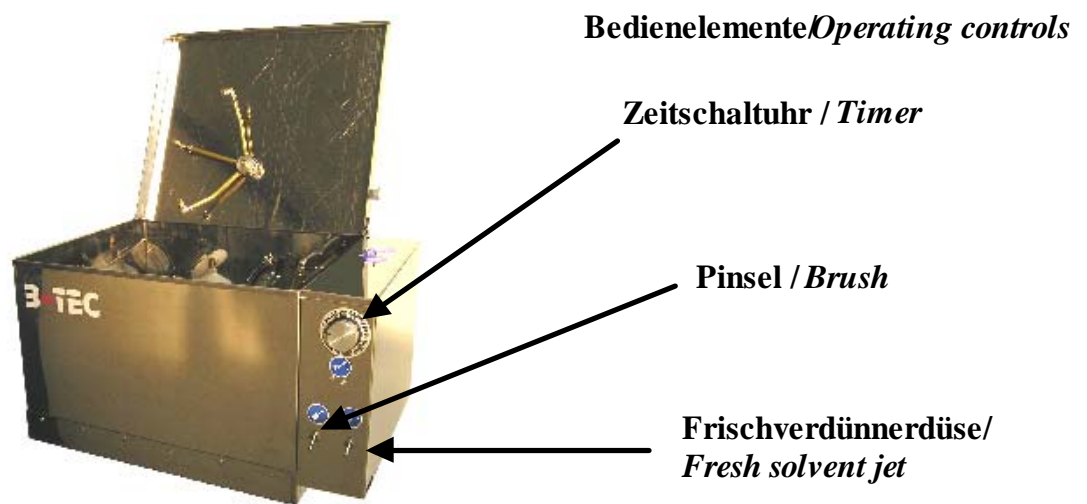 Bedienelemente/Operating controls
Zeitschaltuhr / Timer
Pinsel / Brush
B-TEC
Frischverdünnerdüse/
Fresh solvent jet